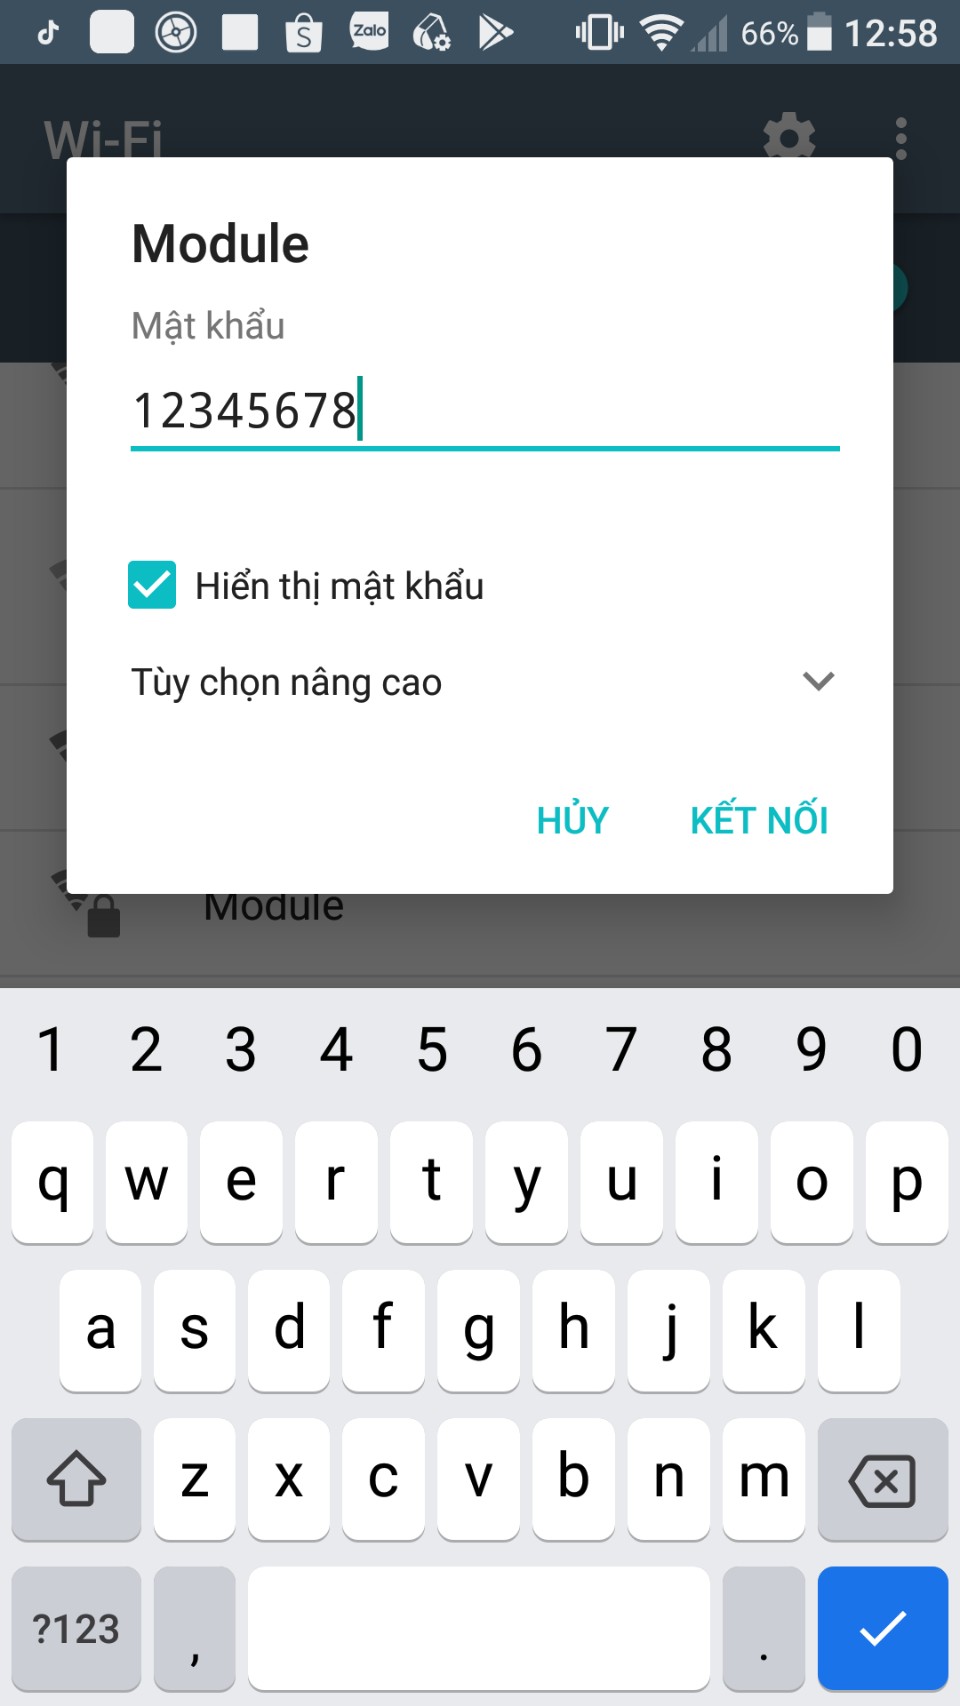 Zalo
66%
12:58
Wi-Fi
Module
Mật khẩu
12345678
Hiển thị mật khẩu
Tùy chọn nâng cao
HỦY
KẾT NỐI
Module
1 2 3 4 5 6 7 8 9 0
q w e r t y u i o p
a s d f g h j k l
z x c v b n m
?123 , .